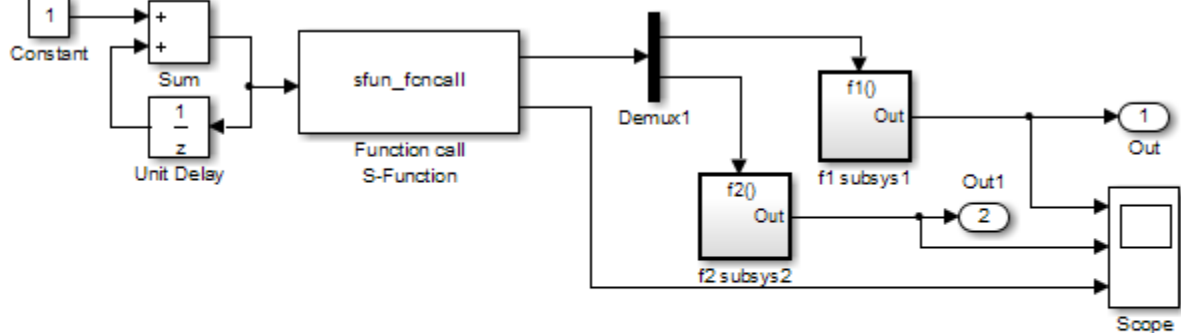 1
Constant
+
+
Sum
1
z
Unit Delay
sfun_fcncall
Function call
S-Function
Demux1
f1()
Out
f1 subsys1
1
Out
f2()
Out
f2 subsys2
Out1
2
Scope